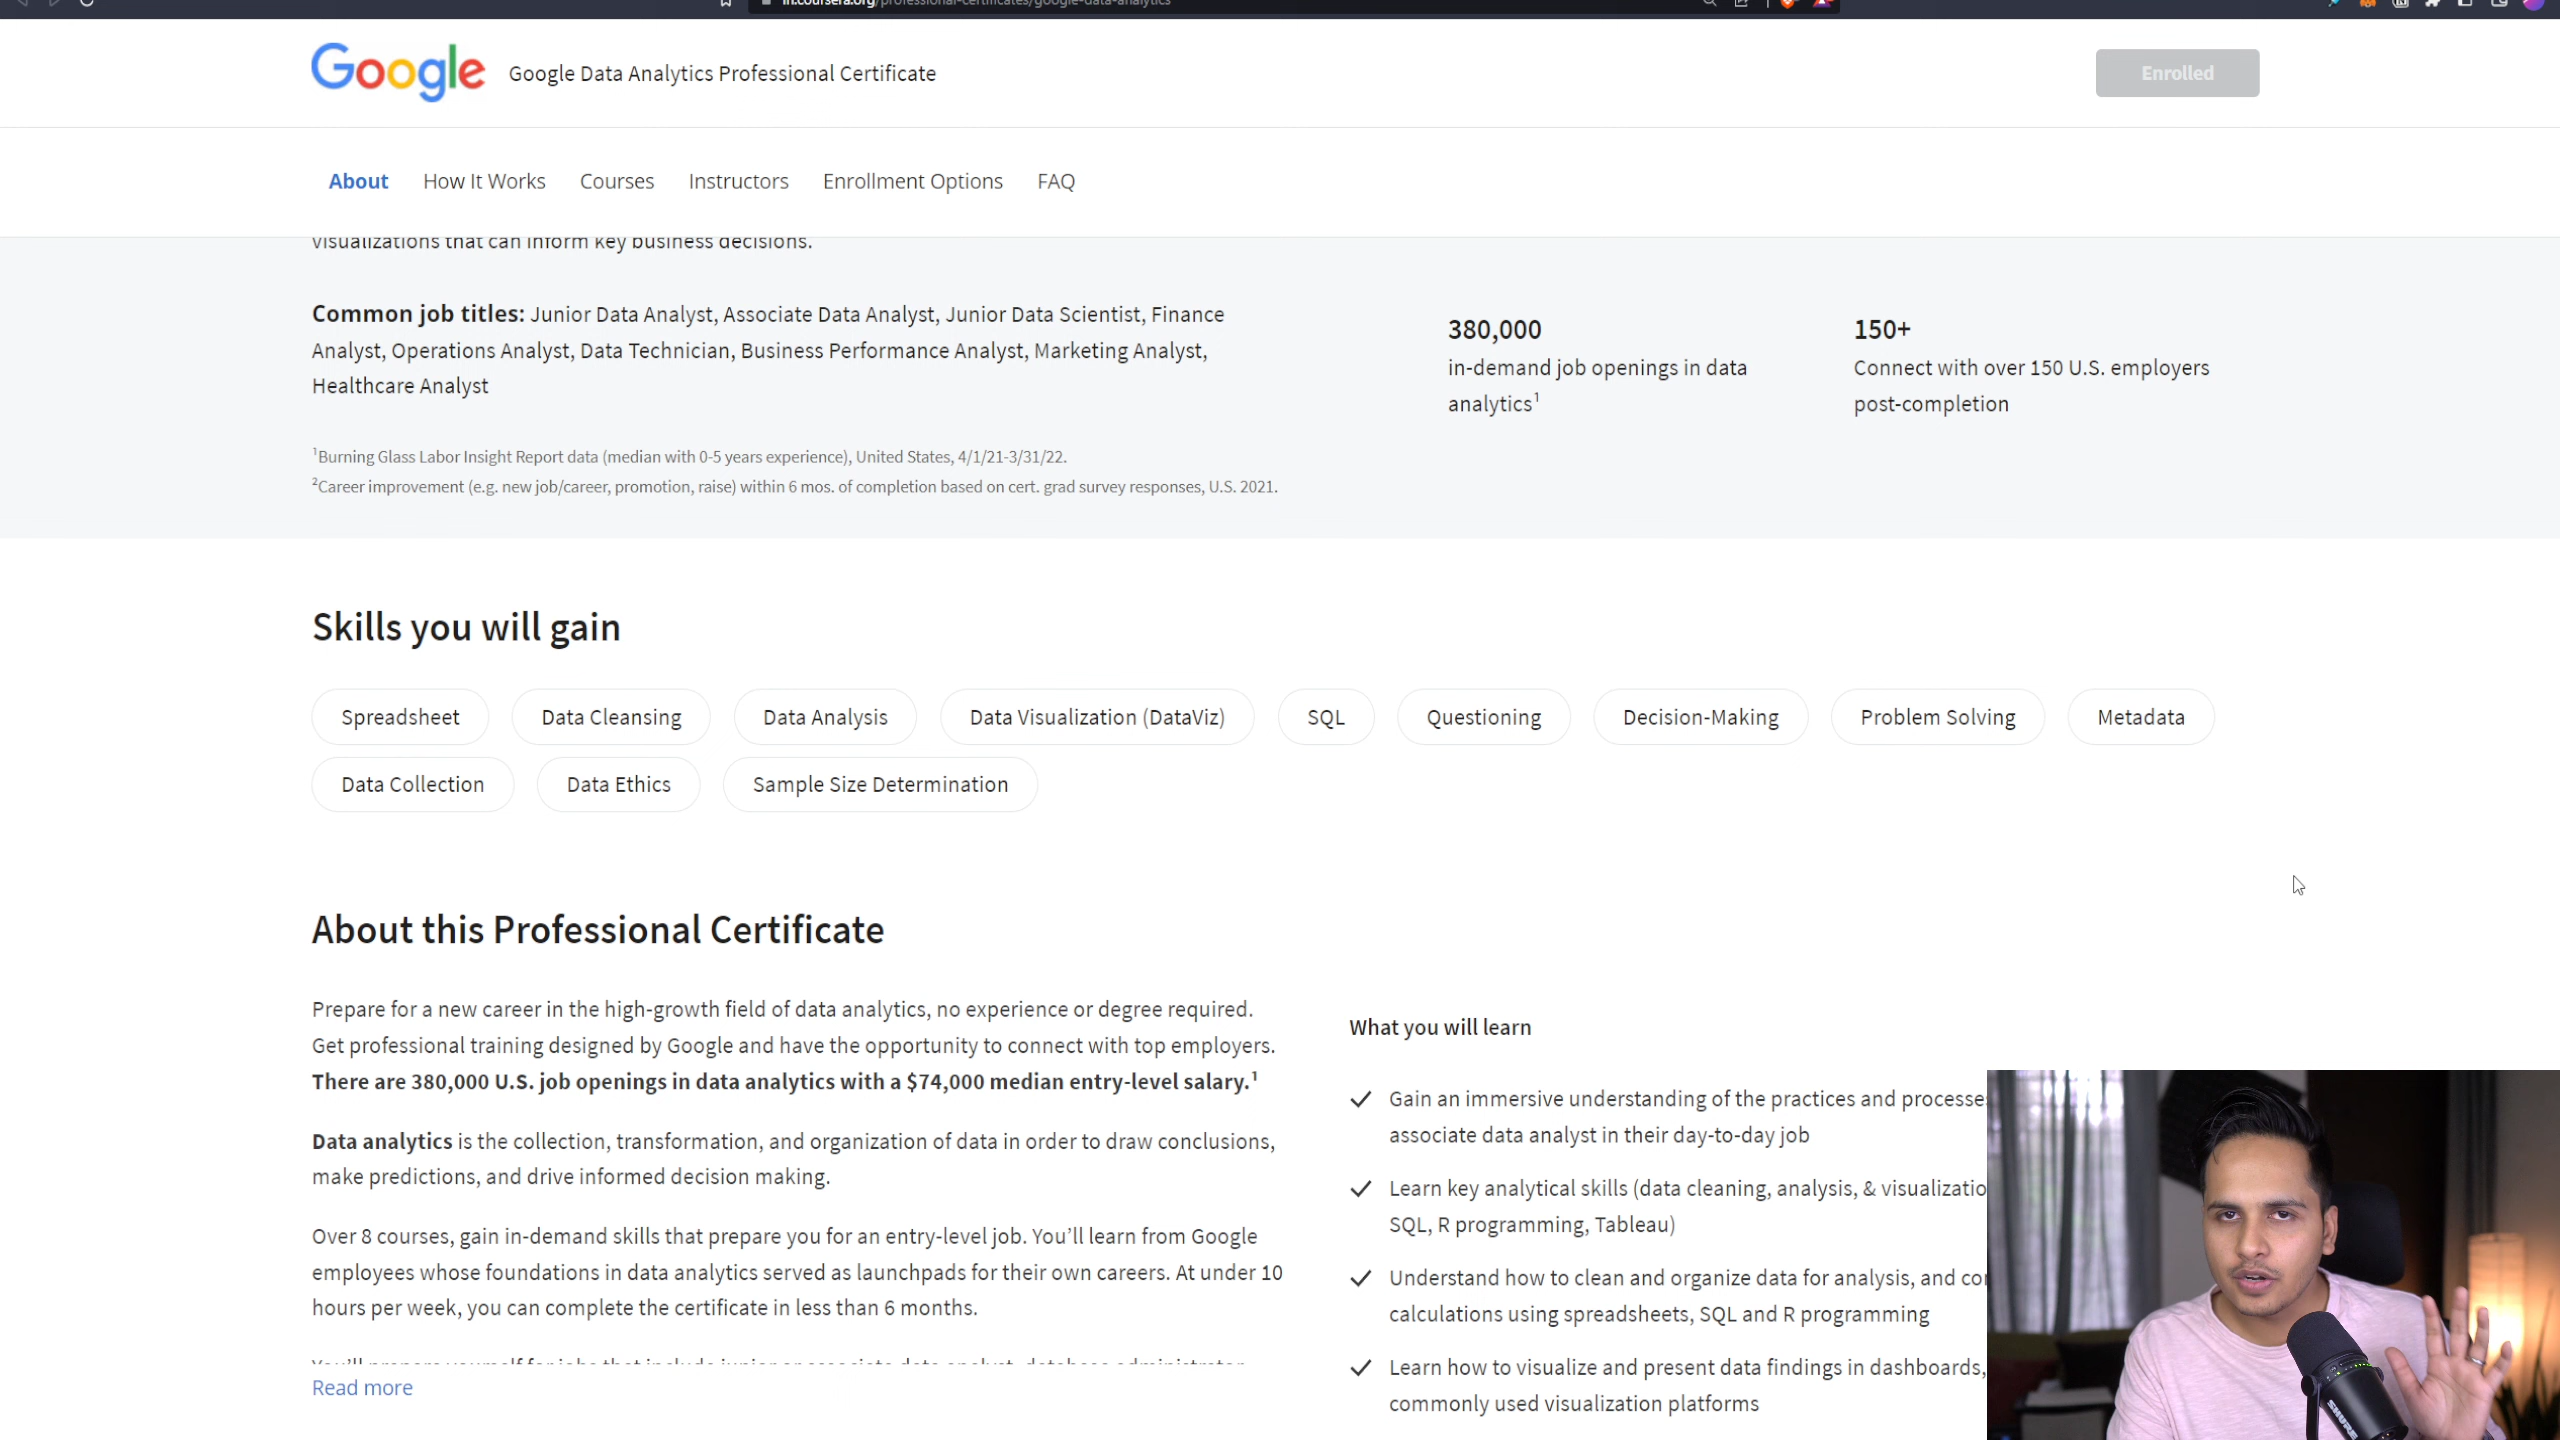 in.coursera.org/professional-certificates/google-data-analytics
Google
Google Data Analytics Professional Certificate
Enrolled
About
How It Works
Courses
Instructors
Enrollment Options
FAQ
visualizations that can inform key business decisions.
Common job titles: Junior Data Analyst, Associate Data Analyst, Junior Data Scientist, Finance
Analyst, Operations Analyst, Data Technician, Business Performance Analyst, Marketing Analyst,
Healthcare Analyst
380,000
in-demand job openings in data
analytics¹
150+
Connect with over 150 U.S. employers
post-completion
¹Burning Glass Labor Insight Report data (median with 0-5 years experience), United States, 4/1/21-3/31/22.
²Career improvement (e.g. new job/career, promotion, raise) within 6 mos. of completion based on cert. grad survey responses, U.S. 2021.
Skills you will gain
Spreadsheet
Data Cleansing
Data Analysis
Data Visualization (DataViz)
SQL
Questioning
Decision-Making
Problem Solving
Metadata
Data Collection
Data Ethics
Sample Size Determination
About this Professional Certificate
Prepare for a new career in the high-growth field of data analytics, no experience or degree required.
Get professional training designed by Google and have the opportunity to connect with top employers.
There are 380,000 U.S. job openings in data analytics with a $74,000 median entry-level salary.¹
Data analytics is the collection, transformation, and organization of data in order to draw conclusions,
make predictions, and drive informed decision making.
Over 8 courses, gain in-demand skills that prepare you for an entry-level job. You’ll learn from Google
employees whose foundations in data analytics served as launchpads for their own careers. At under 10
hours per week, you can complete the certificate in less than 6 months.
Read more
What you will learn
Gain an immersive understanding of the practices and processe
associate data analyst in their day-to-day job
Learn key analytical skills (data cleaning, analysis, & visualizatio
SQL, R programming, Tableau)
Understand how to clean and organize data for analysis, and co
calculations using spreadsheets, SQL and R programming
Learn how to visualize and present data findings in dashboards,
commonly used visualization platforms
SHURE